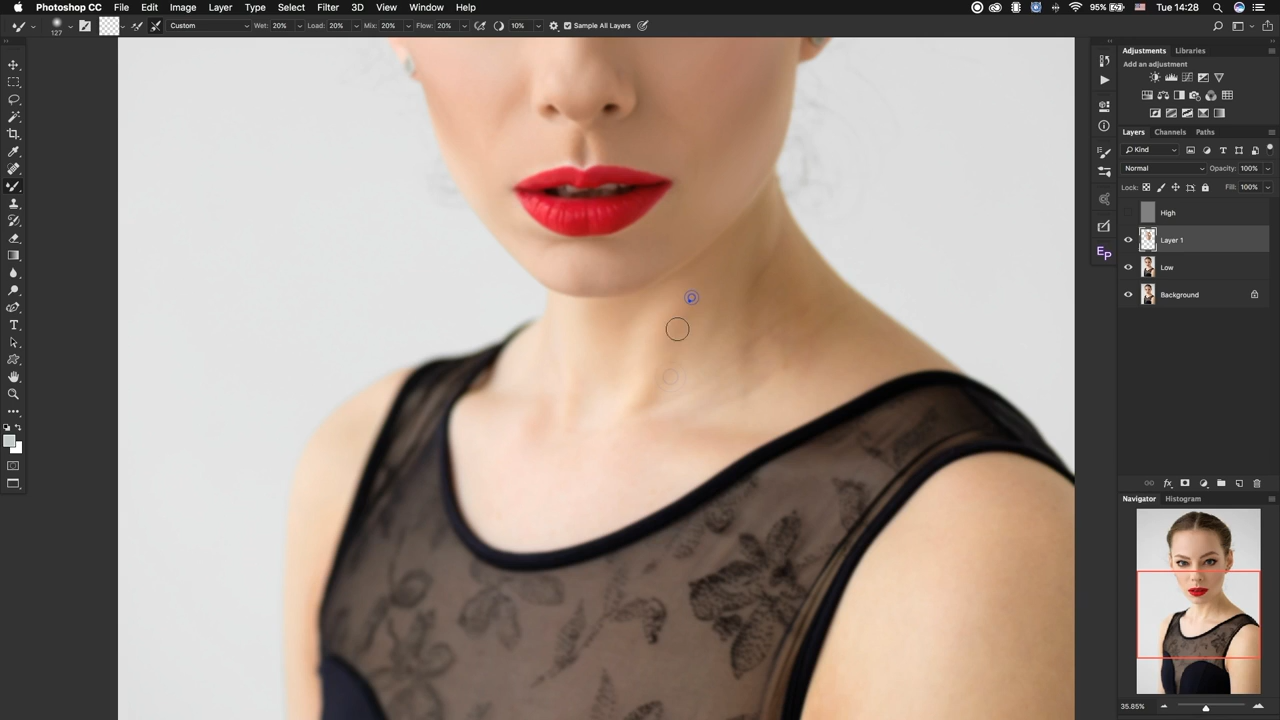 Photoshop CC File Edit Image Layer Type Select Filter 3D View Window Help 95% Tue 14:28
127 Custom Wet: 20% Load: 20% Mix: 20% Flow: 20% 10% Sample All Layers
Adjustments Libraries
Add an adjustment
Layers Channels Paths
Kind
Normal Opacity: 100%
Lock: Fill: 100%
High
Layer 1
Ep
Low
Background
Navigator Histogram
35.85%